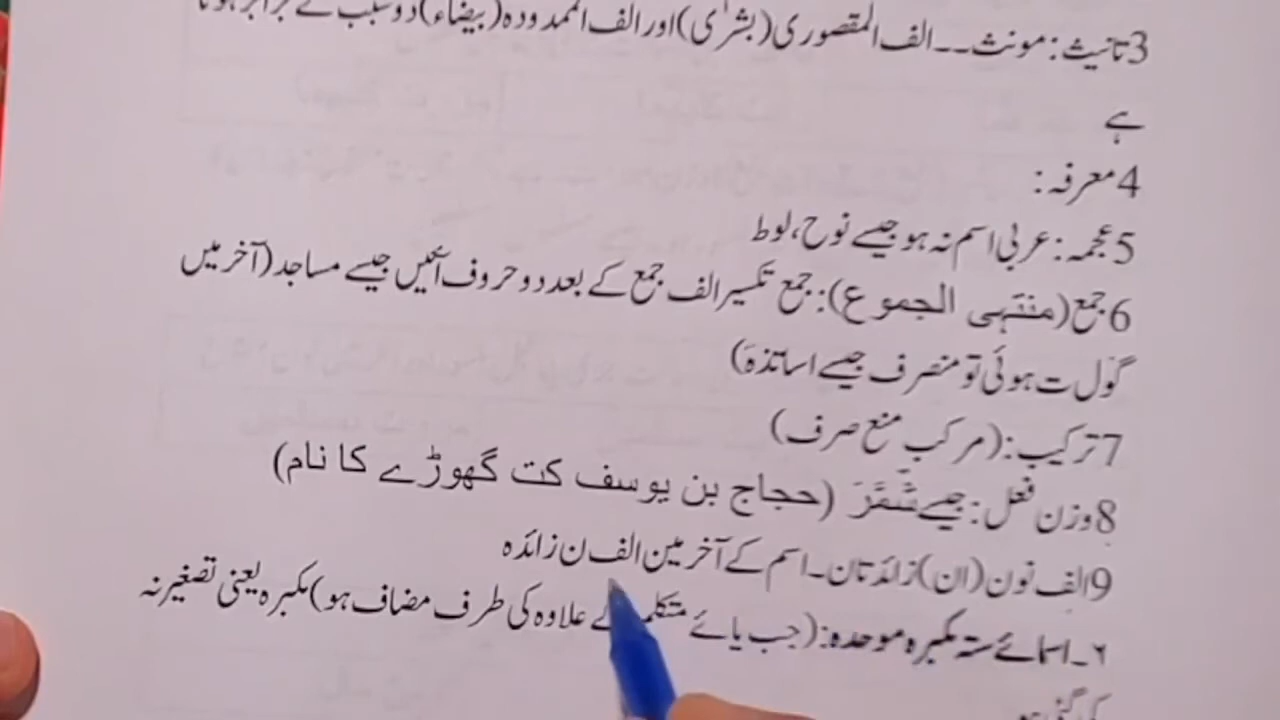 3تانیث: مونث۔۔ الف المقصوری(بشرٰی) اور الف الممدودہ(بیضاء) دو سبب کے برابر ہوتا
ہے
4معرفہ:
5عجمہ: عربی اسم نہ ہو جیسے نوح، لوط
6جمع(منتہی الجموع): جمع تکسیر الف جمع کے بعد دو حروف آئیں جیسے مساجد(آخر میں
گول ت ہوئی تو منصرف جیسے اساتذۃ)
7ترکیب: (مرکب منع صرف)
8وزن فعل: جیسے شَمَّرَ (حجاج بن یوسف کت گھوڑے کا نام)
9الف نون(ان) زائدتان۔ اسم کے آخر مین الف ن زائدہ
۶۔ اسمائے ستہ مکبرہ موحدہ: (جب یائے متکلم کے علاوہ کی طرف مضاف ہو) مکبرہ یعنی تصغیر نہ